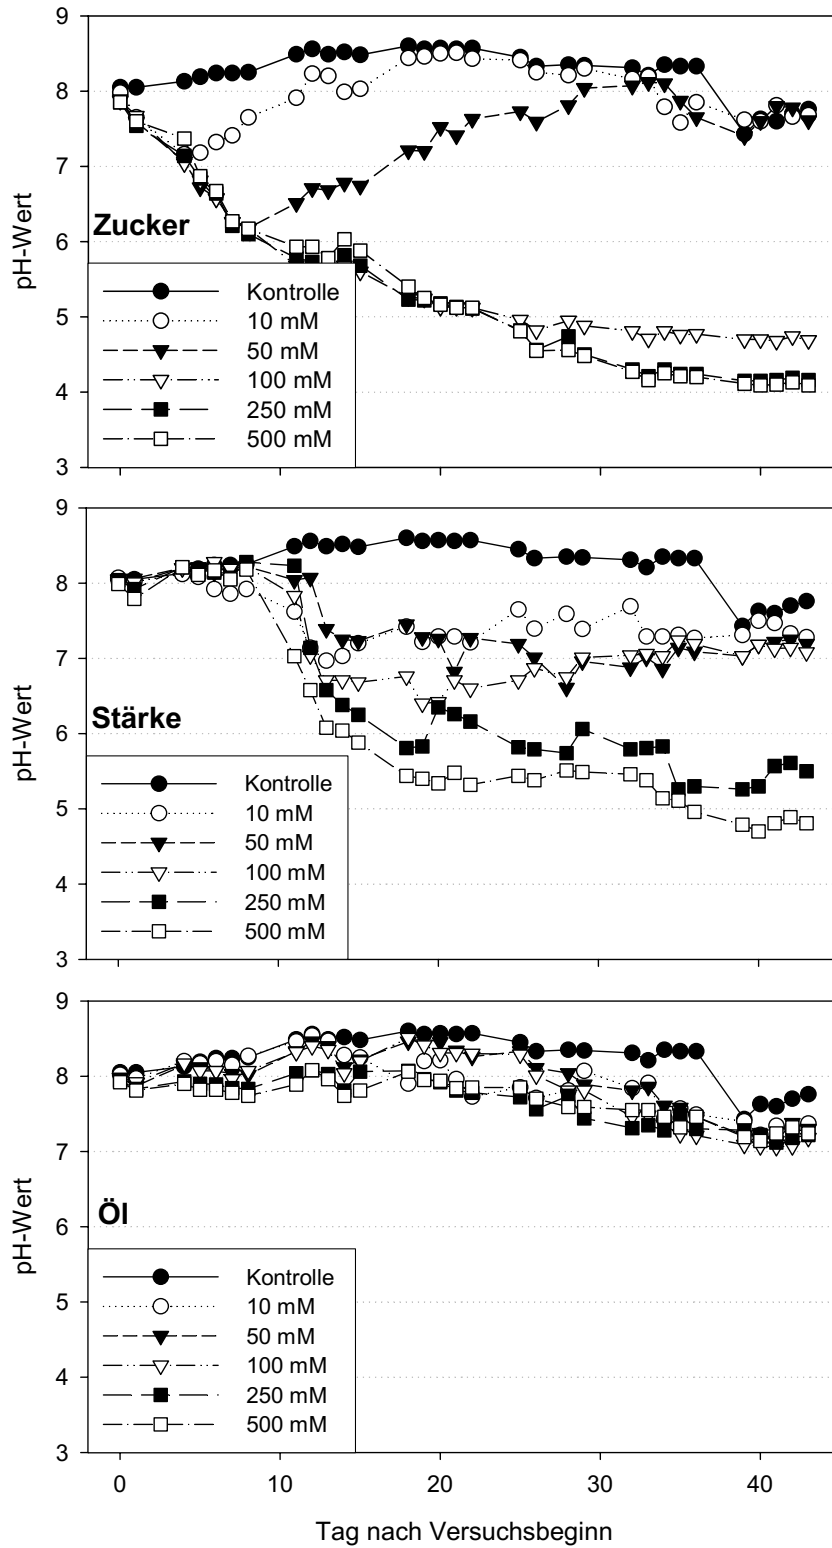 9
8
7
6
5
4
3
pH-Wert
Zucker
Kontrolle
10 mM
50 mM
100 mM
250 mM
500 mM
9
8
7
6
5
4
3
pH-Wert
Stärke
Kontrolle
10 mM
50 mM
100 mM
250 mM
500 mM
9
8
7
6
5
4
3
pH-Wert
Öl
Kontrolle
10 mM
50 mM
100 mM
250 mM
500 mM
0 10 20 30 40
Tag nach Versuchsbeginn